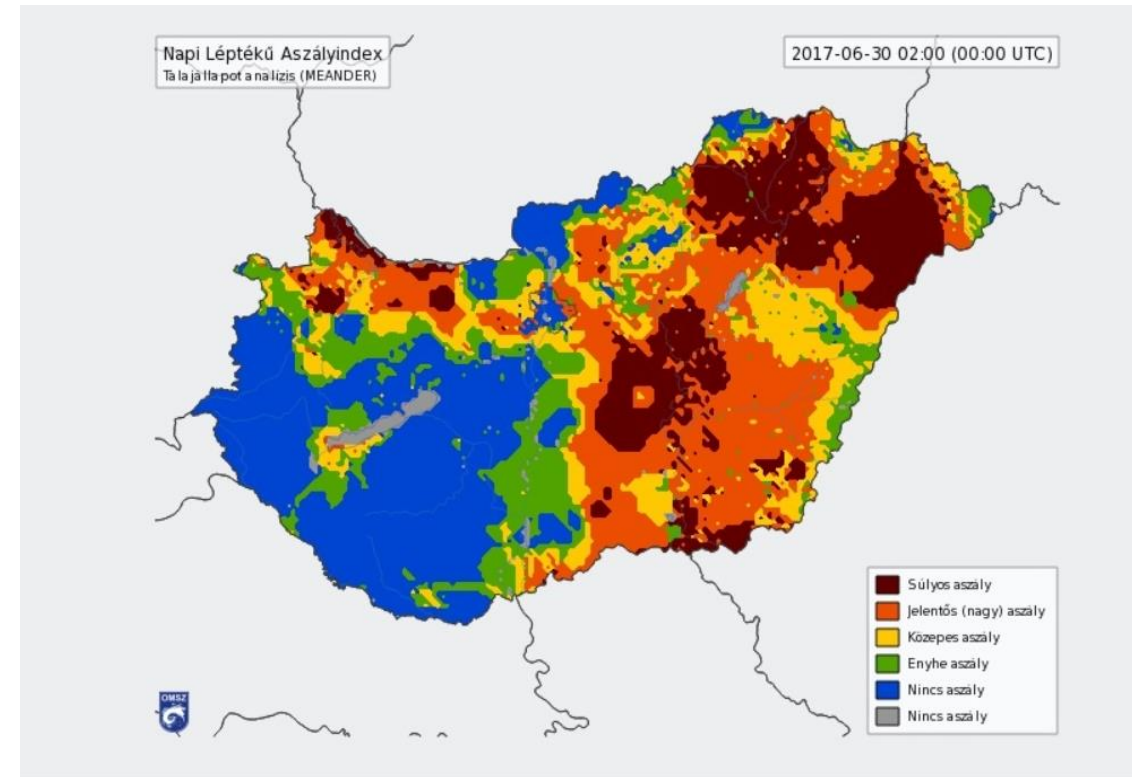 Napi Léptékű Aszályindex
Talajállapot analízis (MEANDER)
2017-06-30 02:00 (00:00 UTC)
Súlyos aszály
Jelentős (nagy) aszály
Közepes aszály
Enyhe aszály
Nincs aszály
Nincs aszály
OMSZ